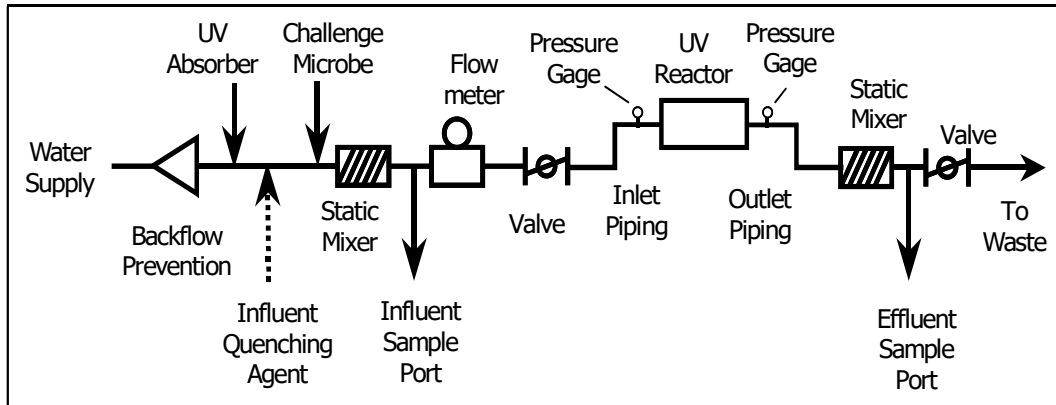 UV
Absorber
Challenge
Microbe
Flow
meter
Pressure
Gage
UV
Reactor
Pressure
Gage
Static
Mixer
Valve
Water
Supply
Backflow
Prevention
Static
Mixer
Valve
Inlet
Piping
Outlet
Piping
To
Waste
Influent
Quenching
Agent
Influent
Sample
Port
Effluent
Sample
Port